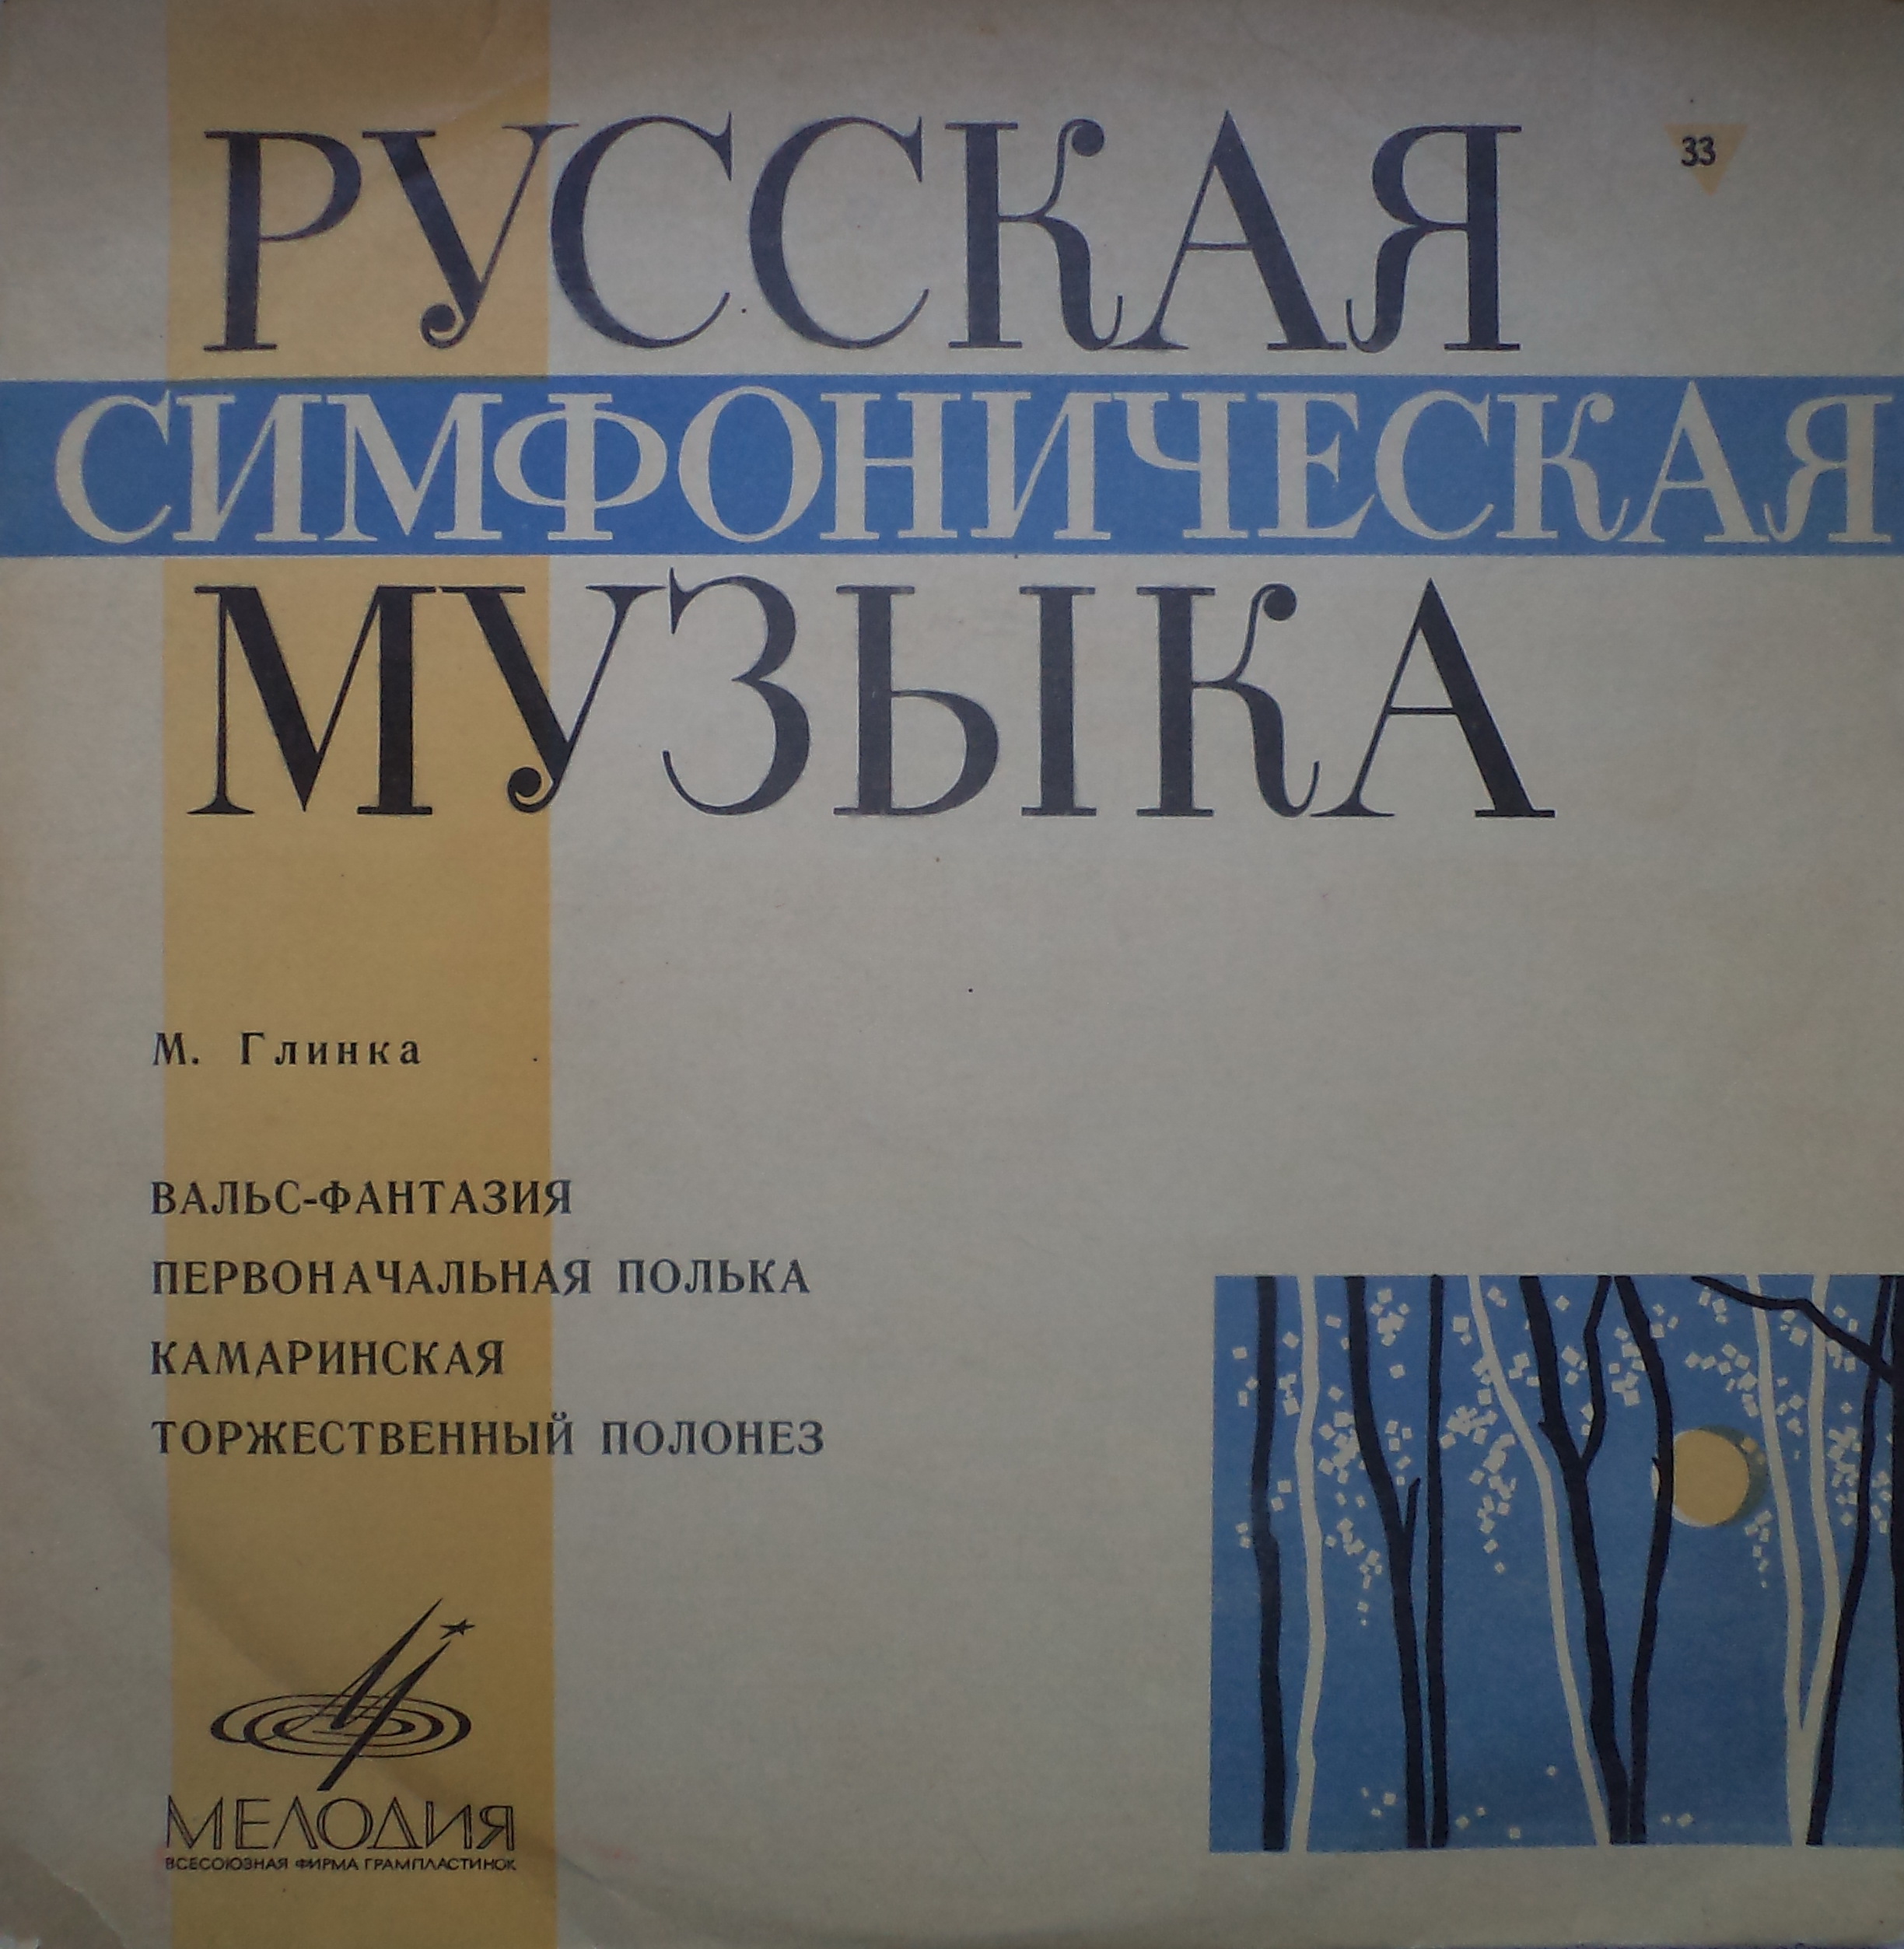 РУССКАЯ
33
СИМФОНИЧЕСКАЯ
МУЗЫКА
М. Глинка
ВАЛЬС-ФАНТАЗИЯ
ПЕРВОНАЧАЛЬНАЯ ПОЛЬКА
КАМАРИНСКАЯ
ТОРЖЕСТВЕННЫЙ ПОЛОНЕЗ
МЕЛОДИЯ
ВСЕСОЮЗНАЯ ФИРМА ГРАМПЛАСТИНОК